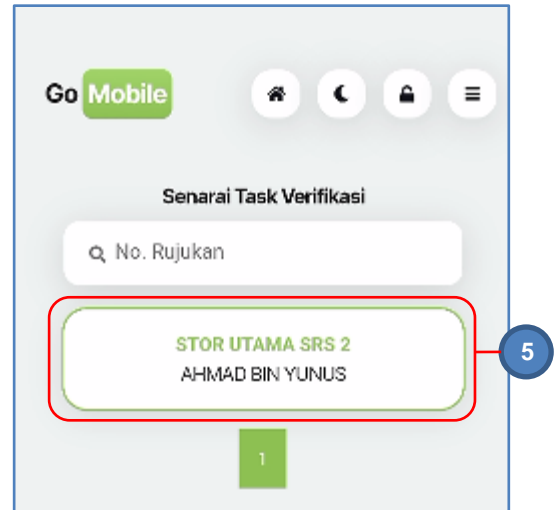 Go Mobile
Senarai Task Verifikasi
No. Rujukan
STOR UTAMA SRS 2
AHMAD BIN YUNUS
5
1